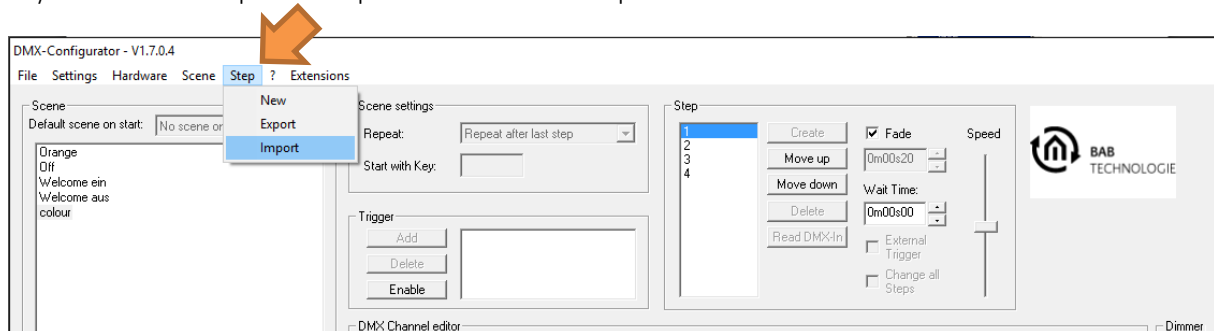 DMX-Configurator - V1.7.0.4
File Settings Hardware Scene Step ? Extensions
New
Export
Import
Scene
Default scene on start: No scene on
Orange
Off
Welcome ein
Welcome aus
colour
Scene settings
Repeat: Repeat after last step
Start with Key:
Trigger
Add
Delete
Enable
Step
1
2
3
4
Create
Move up
Move down
Delete
Read DMX-In
Fade
0m00s20
Wait Time:
0m00s00
External
Trigger
Change all
Steps
Speed
BAB
TECHNOLOGIE
DMX Channel editor
Dimmer